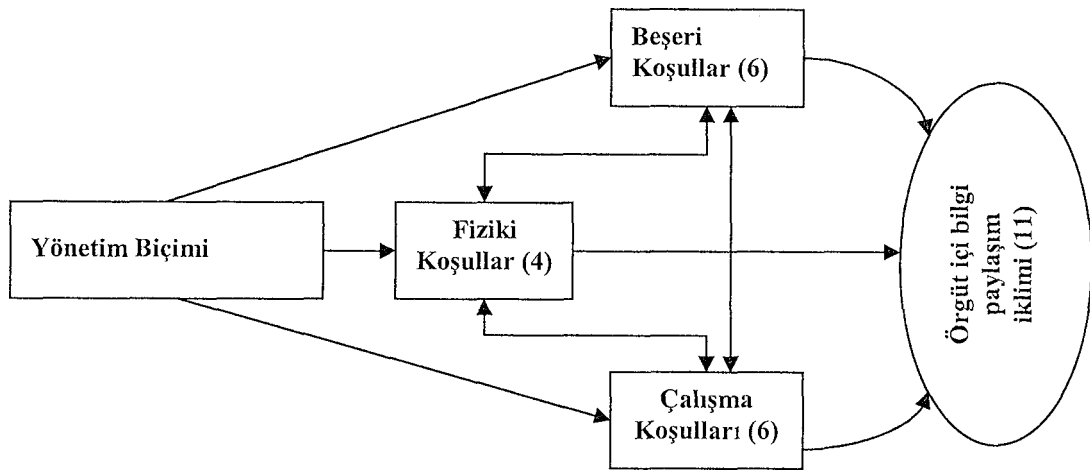 Beşeri
Koşullar (6)
Yönetim Biçimi
Fiziki
Koşullar (4)
Örgüt içi bilgi
paylaşım
iklimi (11)
Çalışma
Koşulları (6)